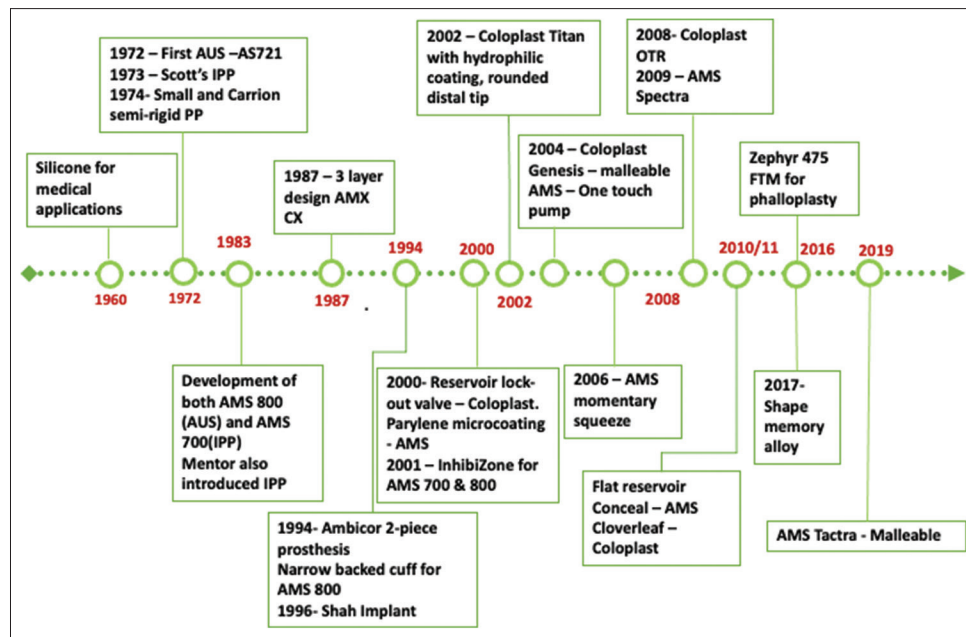 1972 – First AUS –AS721
1973 – Scott's IPP
1974- Small and Carrion
semi-rigid PP
2002 – Coloplast Titan
with hydrophilic
coating, rounded
distal tip
2008- Coloplast
OTR
2009 – AMS
Spectra
Silicone for
medical
applications
1987 – 3 layer
design AMX
CX
2004 – Coloplast
Genesis – malleable
AMS – One touch
pump
Zephyr 475
FTM for
phalloplasty
1983
1994
2000
2010/11
2016
2019
1960
1972
1987
2002
2008
Development of
both AMS 800
(AUS) and AMS
700(IPP)
Mentor also
introduced IPP
2000- Reservoir lock-
out valve – Coloplast.
Parylene microcoating
- AMS
2001 – InhibiZone for
AMS 700 & 800
2006 – AMS
momentary
squeeze
2017-
Shape
memory
alloy
Flat reservoir
Conceal – AMS
Cloverleaf –
Coloplast
1994- Ambicor 2-piece
prosthesis
Narrow backed cuff for
AMS 800
1996- Shah Implant
AMS Tactra - Malleable